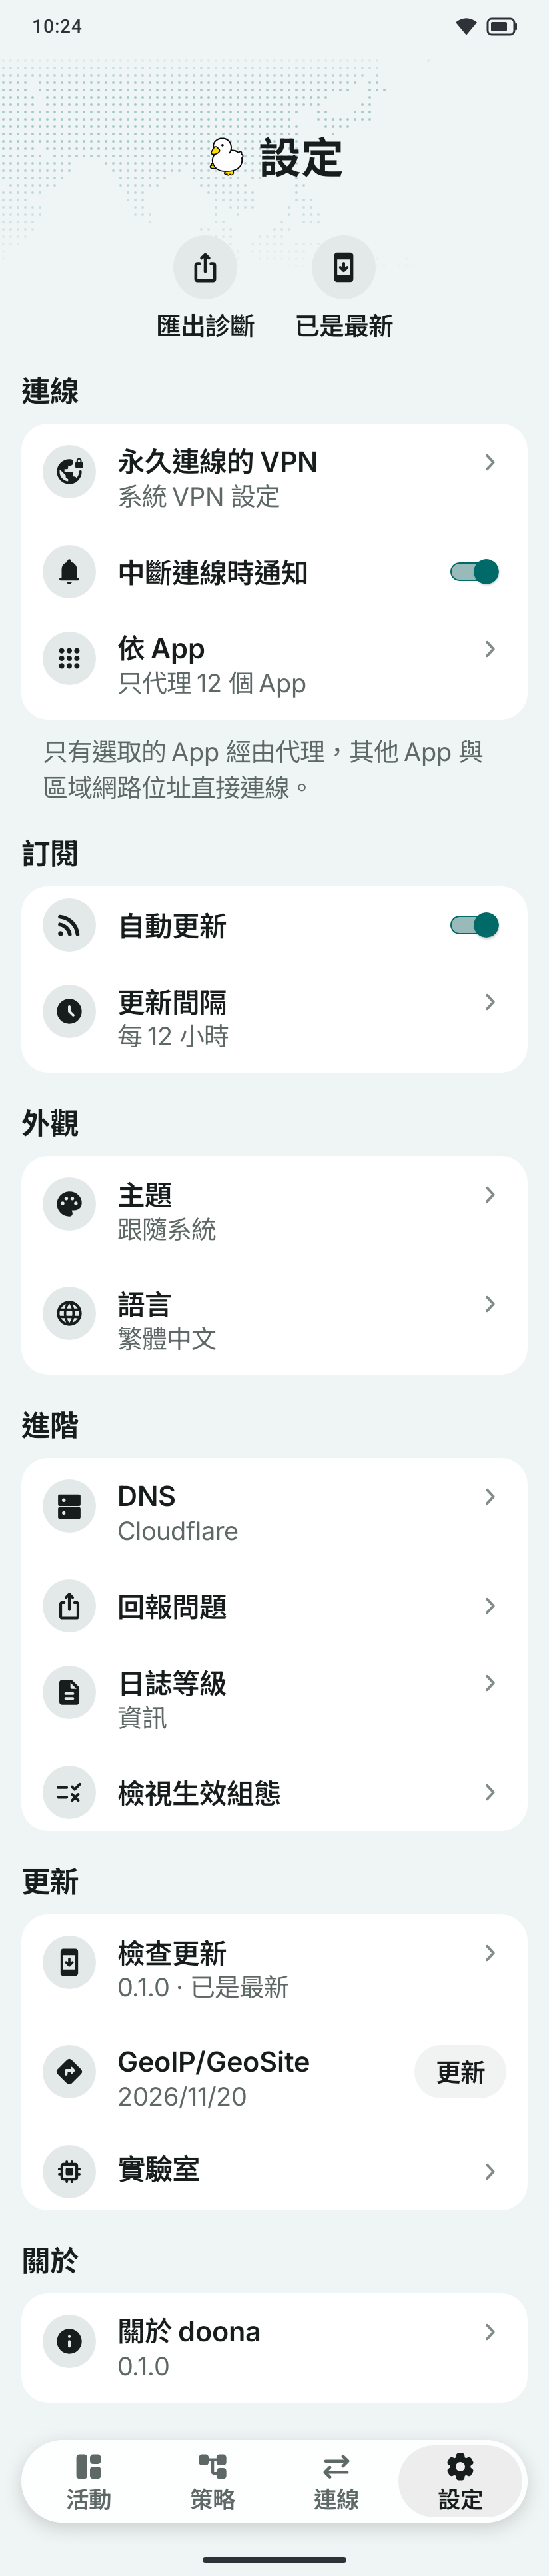 10:24
設定
匯出診斷
已是最新
連線
永久連線的 VPN
系統 VPN 設定
中斷連線時通知
依 App
只代理 12 個 App
只有選取的 App 經由代理，其他 App 與
區域網路位址直接連線。
訂閱
自動更新
更新間隔
每 12 小時
外觀
主題
跟隨系統
語言
繁體中文
進階
DNS
Cloudflare
回報問題
日誌等級
資訊
檢視生效組態
更新
檢查更新
0.1.0 · 已是最新
GeoIP/GeoSite
2026/11/20
更新
實驗室
關於
關於 doona
0.1.0
活動
策略
連線
設定